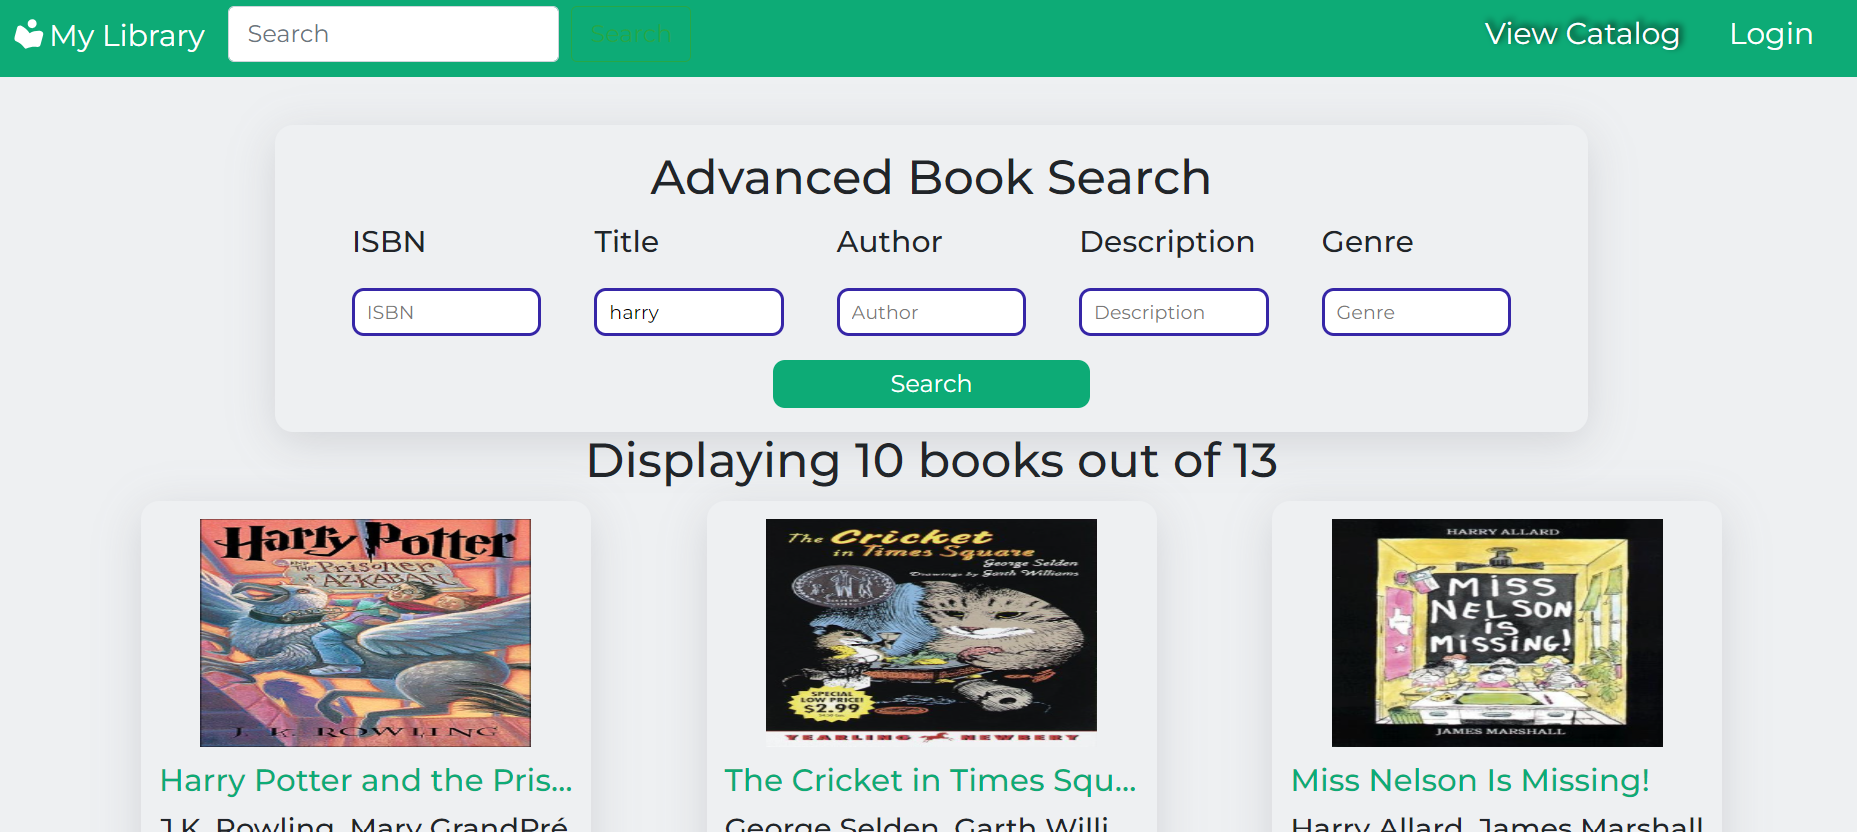 My Library
Search
Search
View Catalog
Login
Advanced Book Search
ISBN
Title
Author
Description
Genre
ISBN
harry
Author
Description
Genre
Search
Displaying 10 books out of 13
Harry Potter
and the Prisoner
of AZKABAN
J. K. ROWLING
Harry Potter and the Pris...
J.K. Rowling, Mary GrandPré
The Cricket
in Times Square
George Selden
Drawings by Garth Williams
SPECIAL
LOW PRICE!
$2.99
YEARLING NEWBERY
The Cricket in Times Squ...
George Selden, Garth Willi
HARRY ALLARD
MISS
NELSON
is
MISSING!
JAMES MARSHALL
Miss Nelson Is Missing!
Harry Allard, James Marshall